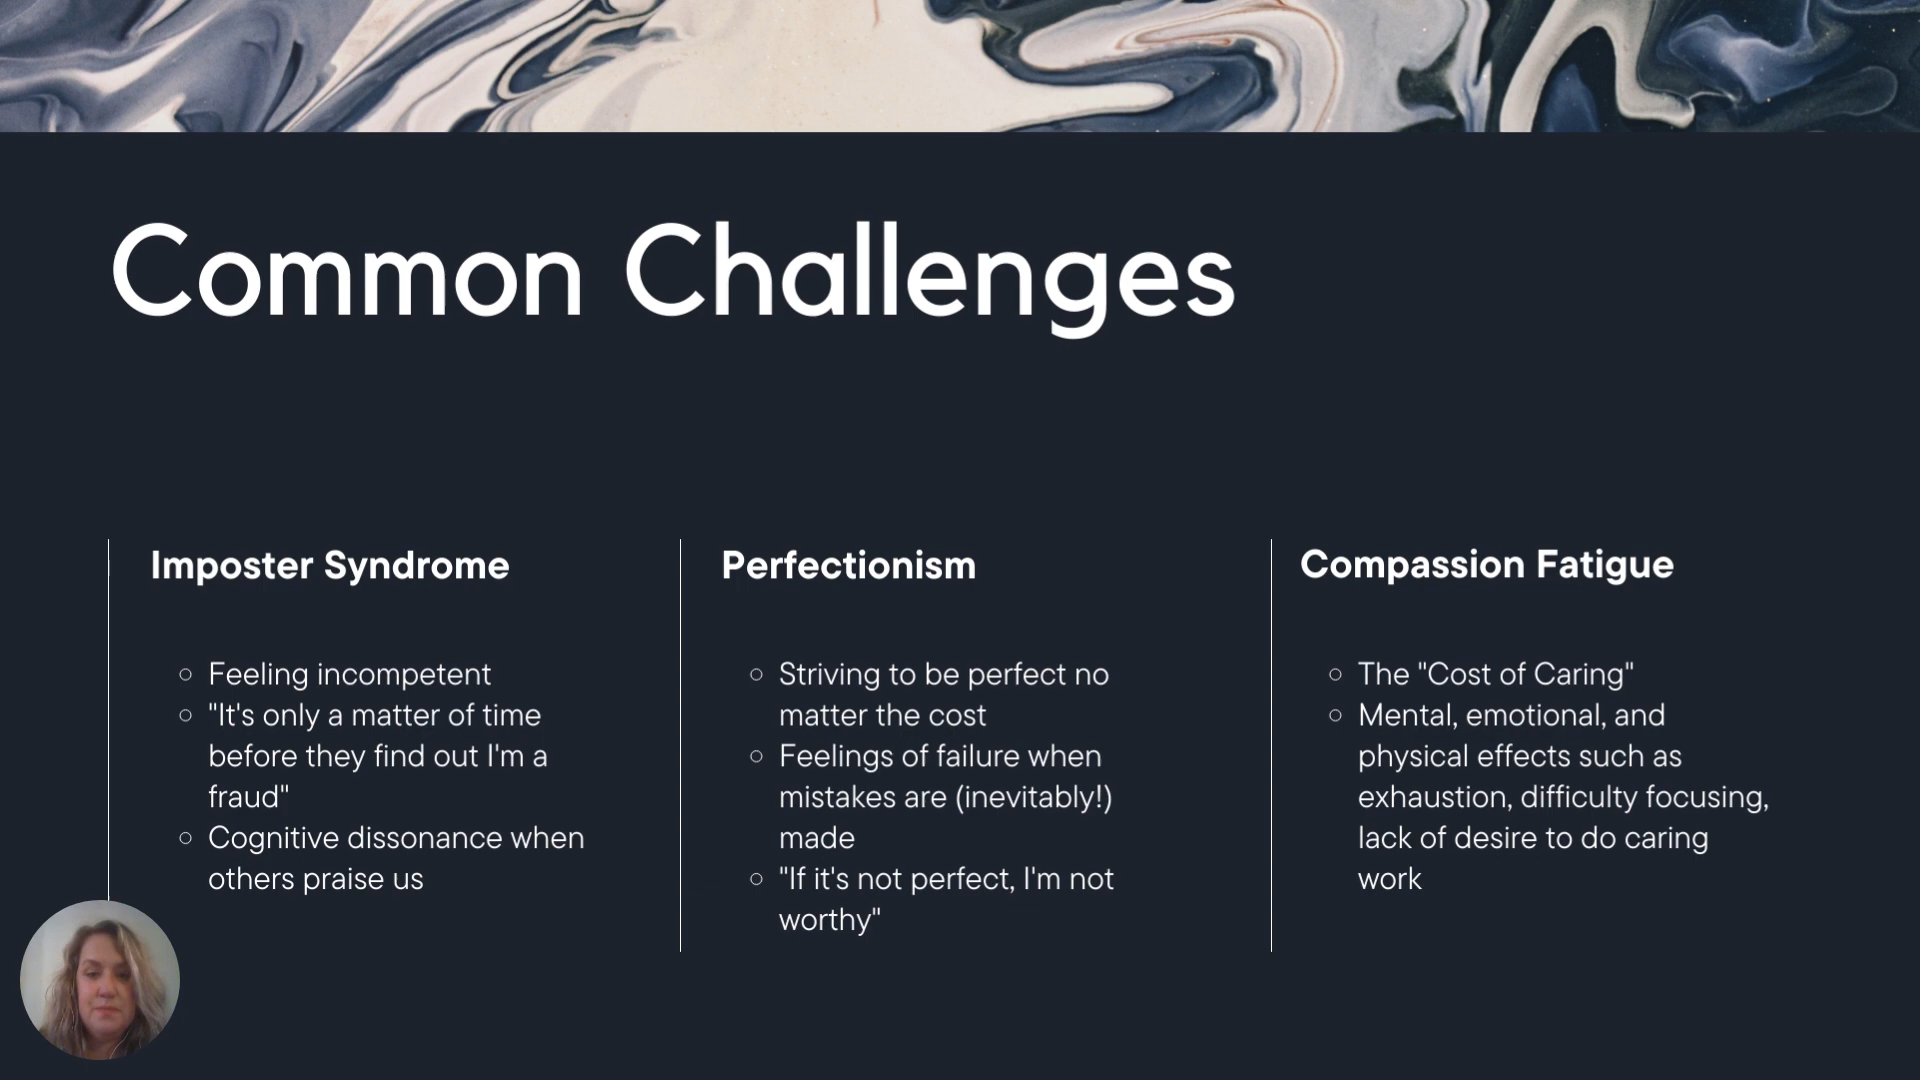 Common Challenges
Imposter Syndrome
Feeling incompetent
"It's only a matter of time
before they find out I'm a
fraud"
Cognitive dissonance when
others praise us
Perfectionism
Striving to be perfect no
matter the cost
Feelings of failure when
mistakes are (inevitably!)
made
"If it's not perfect, I'm not
worthy"
Compassion Fatigue
The "Cost of Caring"
Mental, emotional, and
physical effects such as
exhaustion, difficulty focusing,
lack of desire to do caring
work